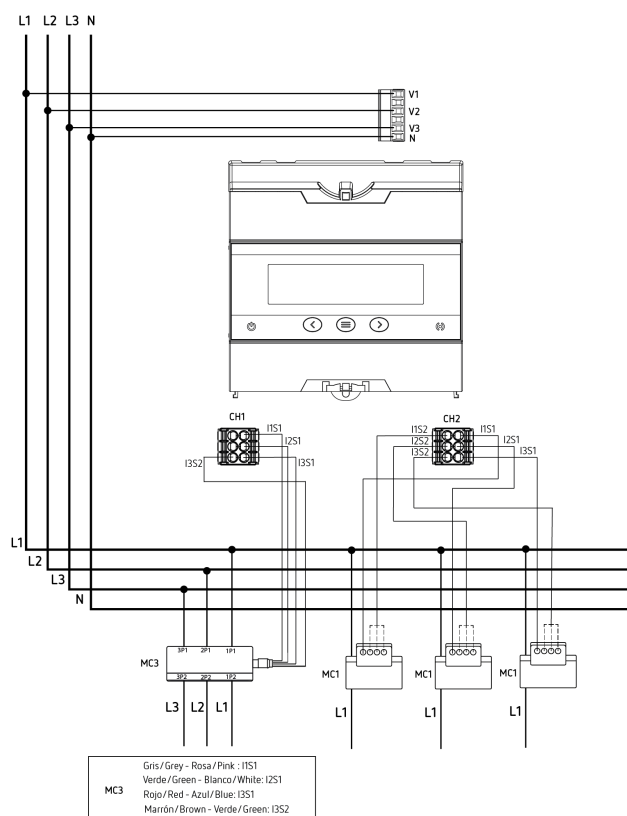 L1 L2 L3 N
V1
V2
V3
N
CH1
I1S1
I2S1
I3S2
I3S1
CH2
I1S2
I1S1
I2S2
I2S1
I3S2
I3S1
L1
L2
L3
N
3P1 2P1 1P1
MC3
3P2 2P2 1P2
L3 L2 L1
MC1
L1
MC1
L1
MC1
L1
MC3
Gris/Grey - Rosa/Pink : I1S1
Verde/Green - Blanco/White: I2S1
Rojo/Red - Azul/Blue: I3S1
Marrón/Brown - Verde/Green: I3S2